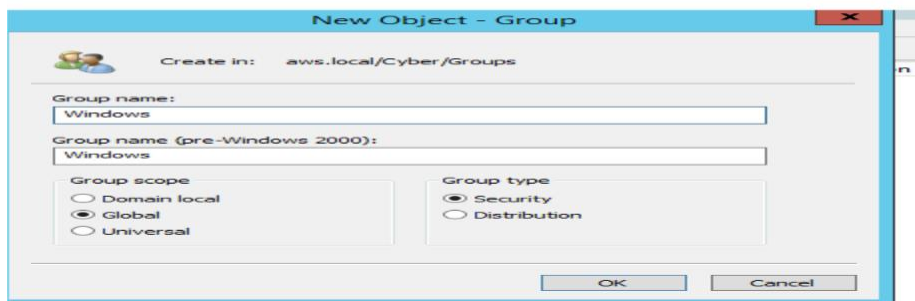 New Object - Group
Create in: aws.local/Cyber/Groups
Group name:
Windows
Group name (pre-Windows 2000):
Windows
Group scope
Domain local
Global
Universal
Group type
Security
Distribution
OK
Cancel